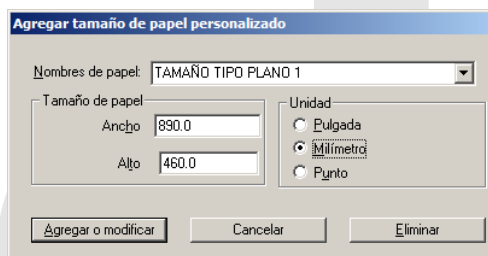 Agregar tamaño de papel personalizado
Nombres de papel: TAMAÑO TIPO PLANO 1
Tamaño de papel
Ancho 890.0
Alto 460.0
Unidad
Pulgada
Milímetro
Punto
Agregar o modificar Cancelar Eliminar